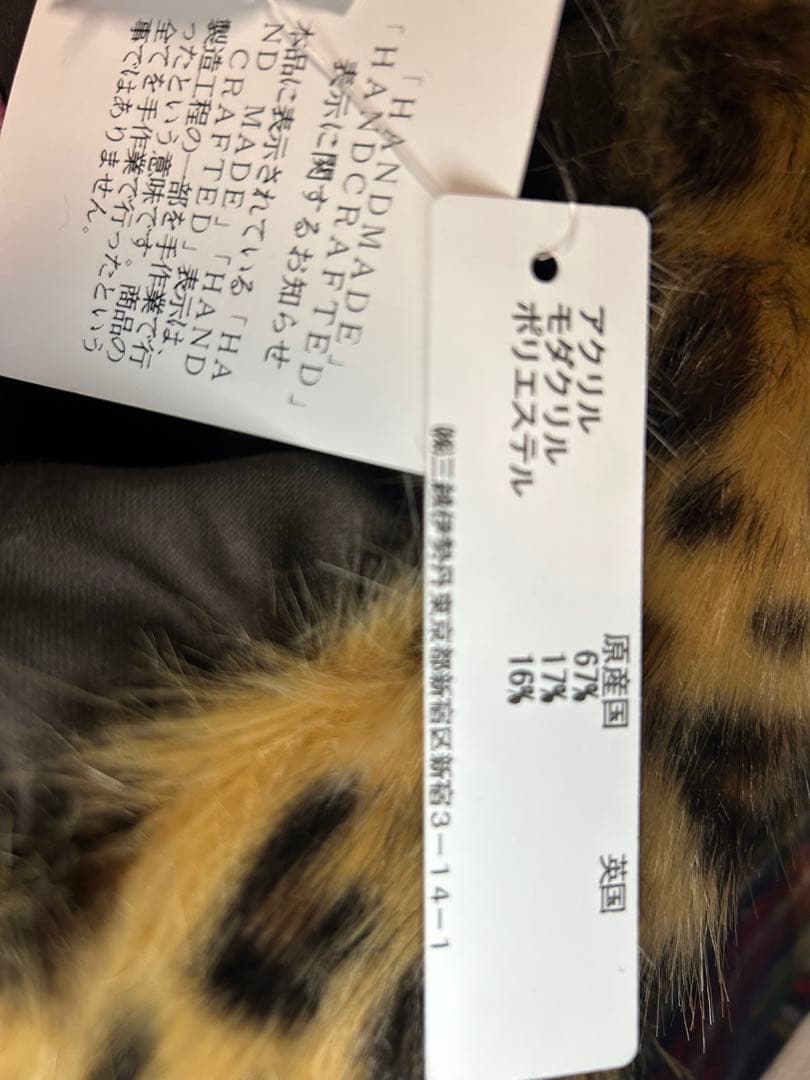 「HANDMADE」
「HANDCRAFTED」
表示に関するお知らせ
本品に表示されている「HA
ND MADE」「HAND
CRAFTED」表示は、
製造工程の一部を手作業で行
ったという意味です。商品の
全てを手作業で行ったという
事ではありません。
原産国 英国
アクリル 67%
モダクリル 17%
ポリエステル 16%
㈱三越伊勢丹 東京都新宿区新宿3-14-1